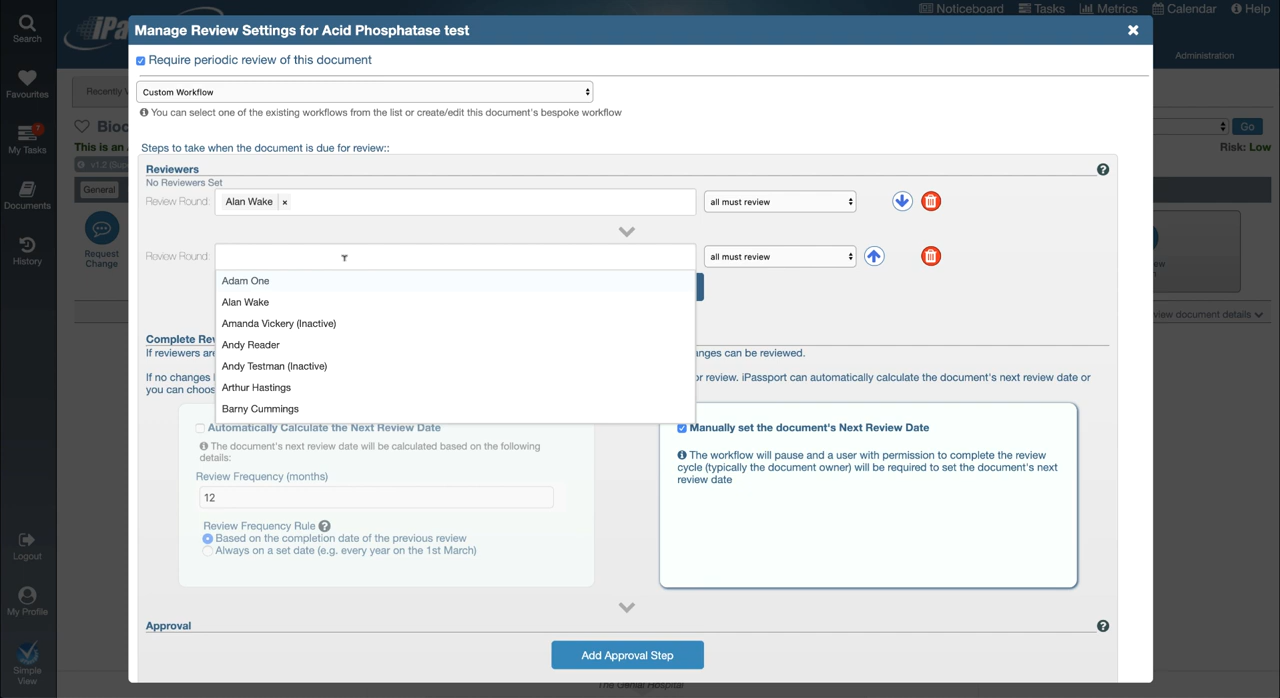 Search
Favourites
7
My Tasks
Documents
History
Logout
My Profile
Simple
View
Noticeboard
Tasks
Metrics
Calendar
Help
Administration
Manage Review Settings for Acid Phosphatase test
Require periodic review of this document
Recently
Custom Workflow
Go
You can select one of the existing workflows from the list or create/edit this document's bespoke workflow
This is an
Risk: Low
Steps to take when the document is due for review::
General
Reviewers
No Reviewers Set
Review Round:
Alan Wake ×
all must review
Request
Change
Review Round:
all must review
Adam One
Alan Wake
Amanda Vickery (Inactive)
view document details
Complete Rev
Andy Reader
If reviewers are
anges can be reviewed.
Andy Testman (Inactive)
If no changes
or review. iPassport can automatically calculate the document's next review date or
you can choos
Arthur Hastings
Barny Cummings
Automatically Calculate the Next Review Date
The document's next review date will be calculated based on the following
details:
Review Frequency (months)
12
Review Frequency Rule
Based on the completion date of the previous review
Always on a set date (e.g. every year on the 1st March)
Manually set the document's Next Review Date
The workflow will pause and a user with permission to complete the review
cycle (typically the document owner) will be required to set the document's next
review date
Approval
Add Approval Step
The Genial Hospital